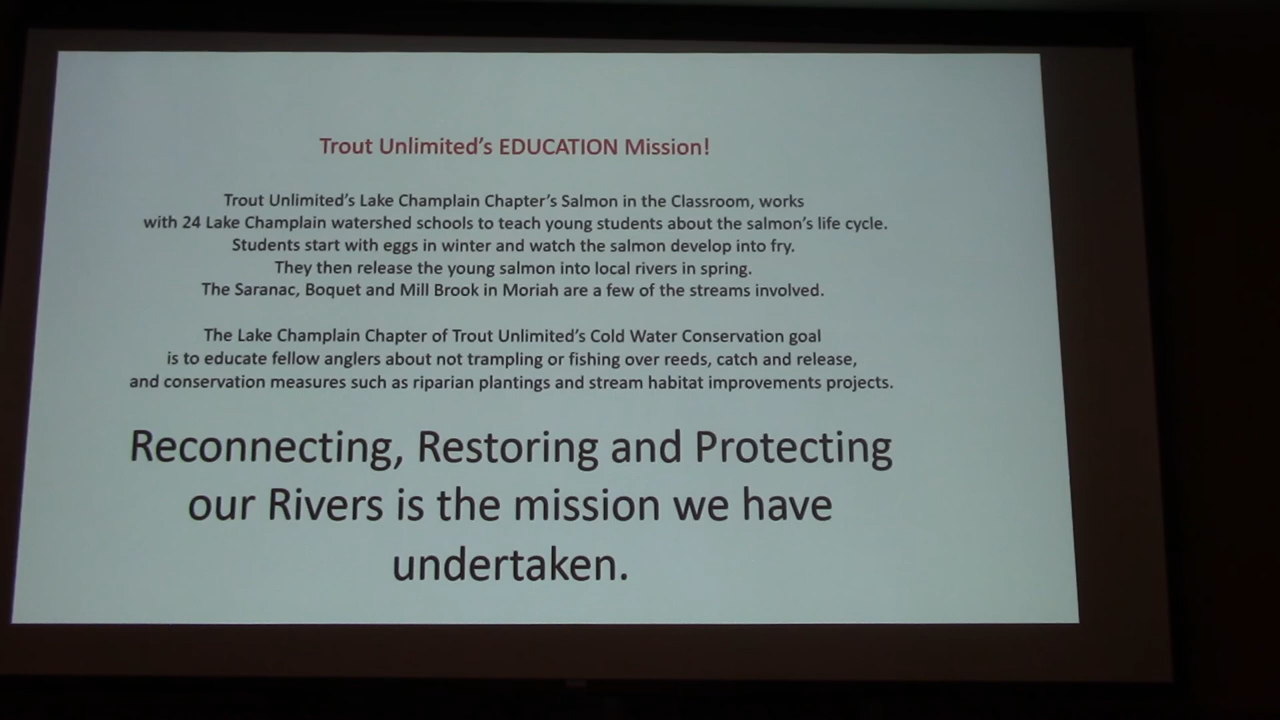 Trout Unlimited's EDUCATION Mission!
Trout Unlimited's Lake Champlain Chapter's Salmon in the Classroom, works
with 24 Lake Champlain watershed schools to teach young students about the salmon's life cycle.
Students start with eggs in winter and watch the salmon develop into fry.
They then release the young salmon into local rivers in spring.
The Saranac, Boquet and Mill Brook in Moriah are a few of the streams involved.
The Lake Champlain Chapter of Trout Unlimited's Cold Water Conservation goal
is to educate fellow anglers about not trampling or fishing over reeds, catch and release,
and conservation measures such as riparian plantings and stream habitat improvements projects.
Reconnecting, Restoring and Protecting
our Rivers is the mission we have
undertaken.